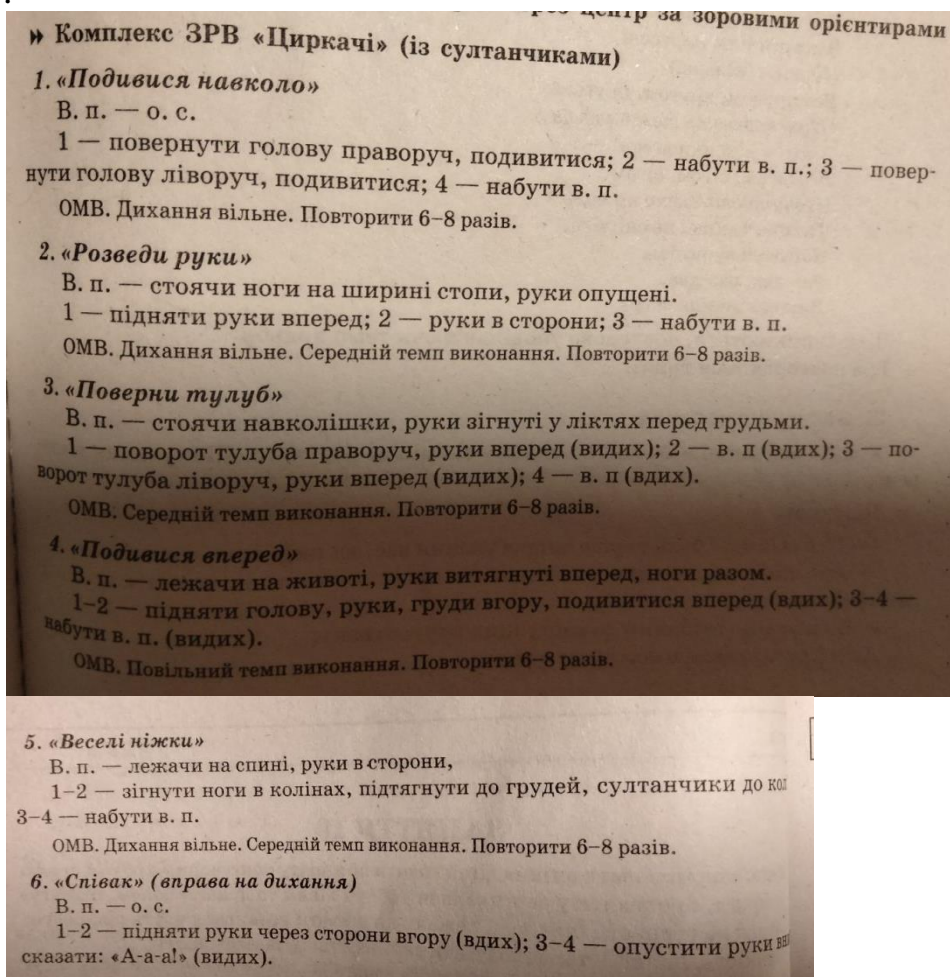 центр за зоровими орієнтирами
» Комплекс ЗРВ «Циркачі» (із султанчиками)
1. «Подивися навколо»
В. п. — о. с.
1 — повернути голову праворуч, подивитися; 2 — набути в. п.; 3 — повер-
нути голову ліворуч, подивитися; 4 — набути в. п.
ОМВ. Дихання вільне. Повторити 6–8 разів.
2. «Розведи руки»
В. п. — стоячи ноги на ширині стопи, руки опущені.
1 — підняти руки вперед; 2 — руки в сторони; 3 — набути в. п.
ОМВ. Дихання вільне. Середній темп виконання. Повторити 6–8 разів.
3. «Поверни тулуб»
В. п. — стоячи навколішки, руки зігнуті у ліктях перед грудьми.
1 — поворот тулуба праворуч, руки вперед (видих); 2 — в. п (вдих); 3 — по-
ворот тулуба ліворуч, руки вперед (видих); 4 — в. п (вдих).
ОМВ. Середній темп виконання. Повторити 6–8 разів.
4. «Подивися вперед»
В. п. — лежачи на животі, руки витягнуті вперед, ноги разом.
1–2 — підняти голову, руки, груди вгору, подивитися вперед (вдих); 3–4 —
набути в. п. (видих).
ОМВ. Повільний темп виконання. Повторити 6–8 разів.
5. «Веселі ніжки»
В. п. — лежачи на спині, руки в сторони,
1–2 — зігнути ноги в колінах, підтягнути до грудей, султанчики до кол
3–4 — набути в. п.
ОМВ. Дихання вільне. Середній темп виконання. Повторити 6–8 разів.
6. «Співак» (вправа на дихання)
В. п. — о. с.
1–2 — підняти руки через сторони вгору (вдих); 3–4 — опустити руки
сказати: «А-а-а!» (видих).